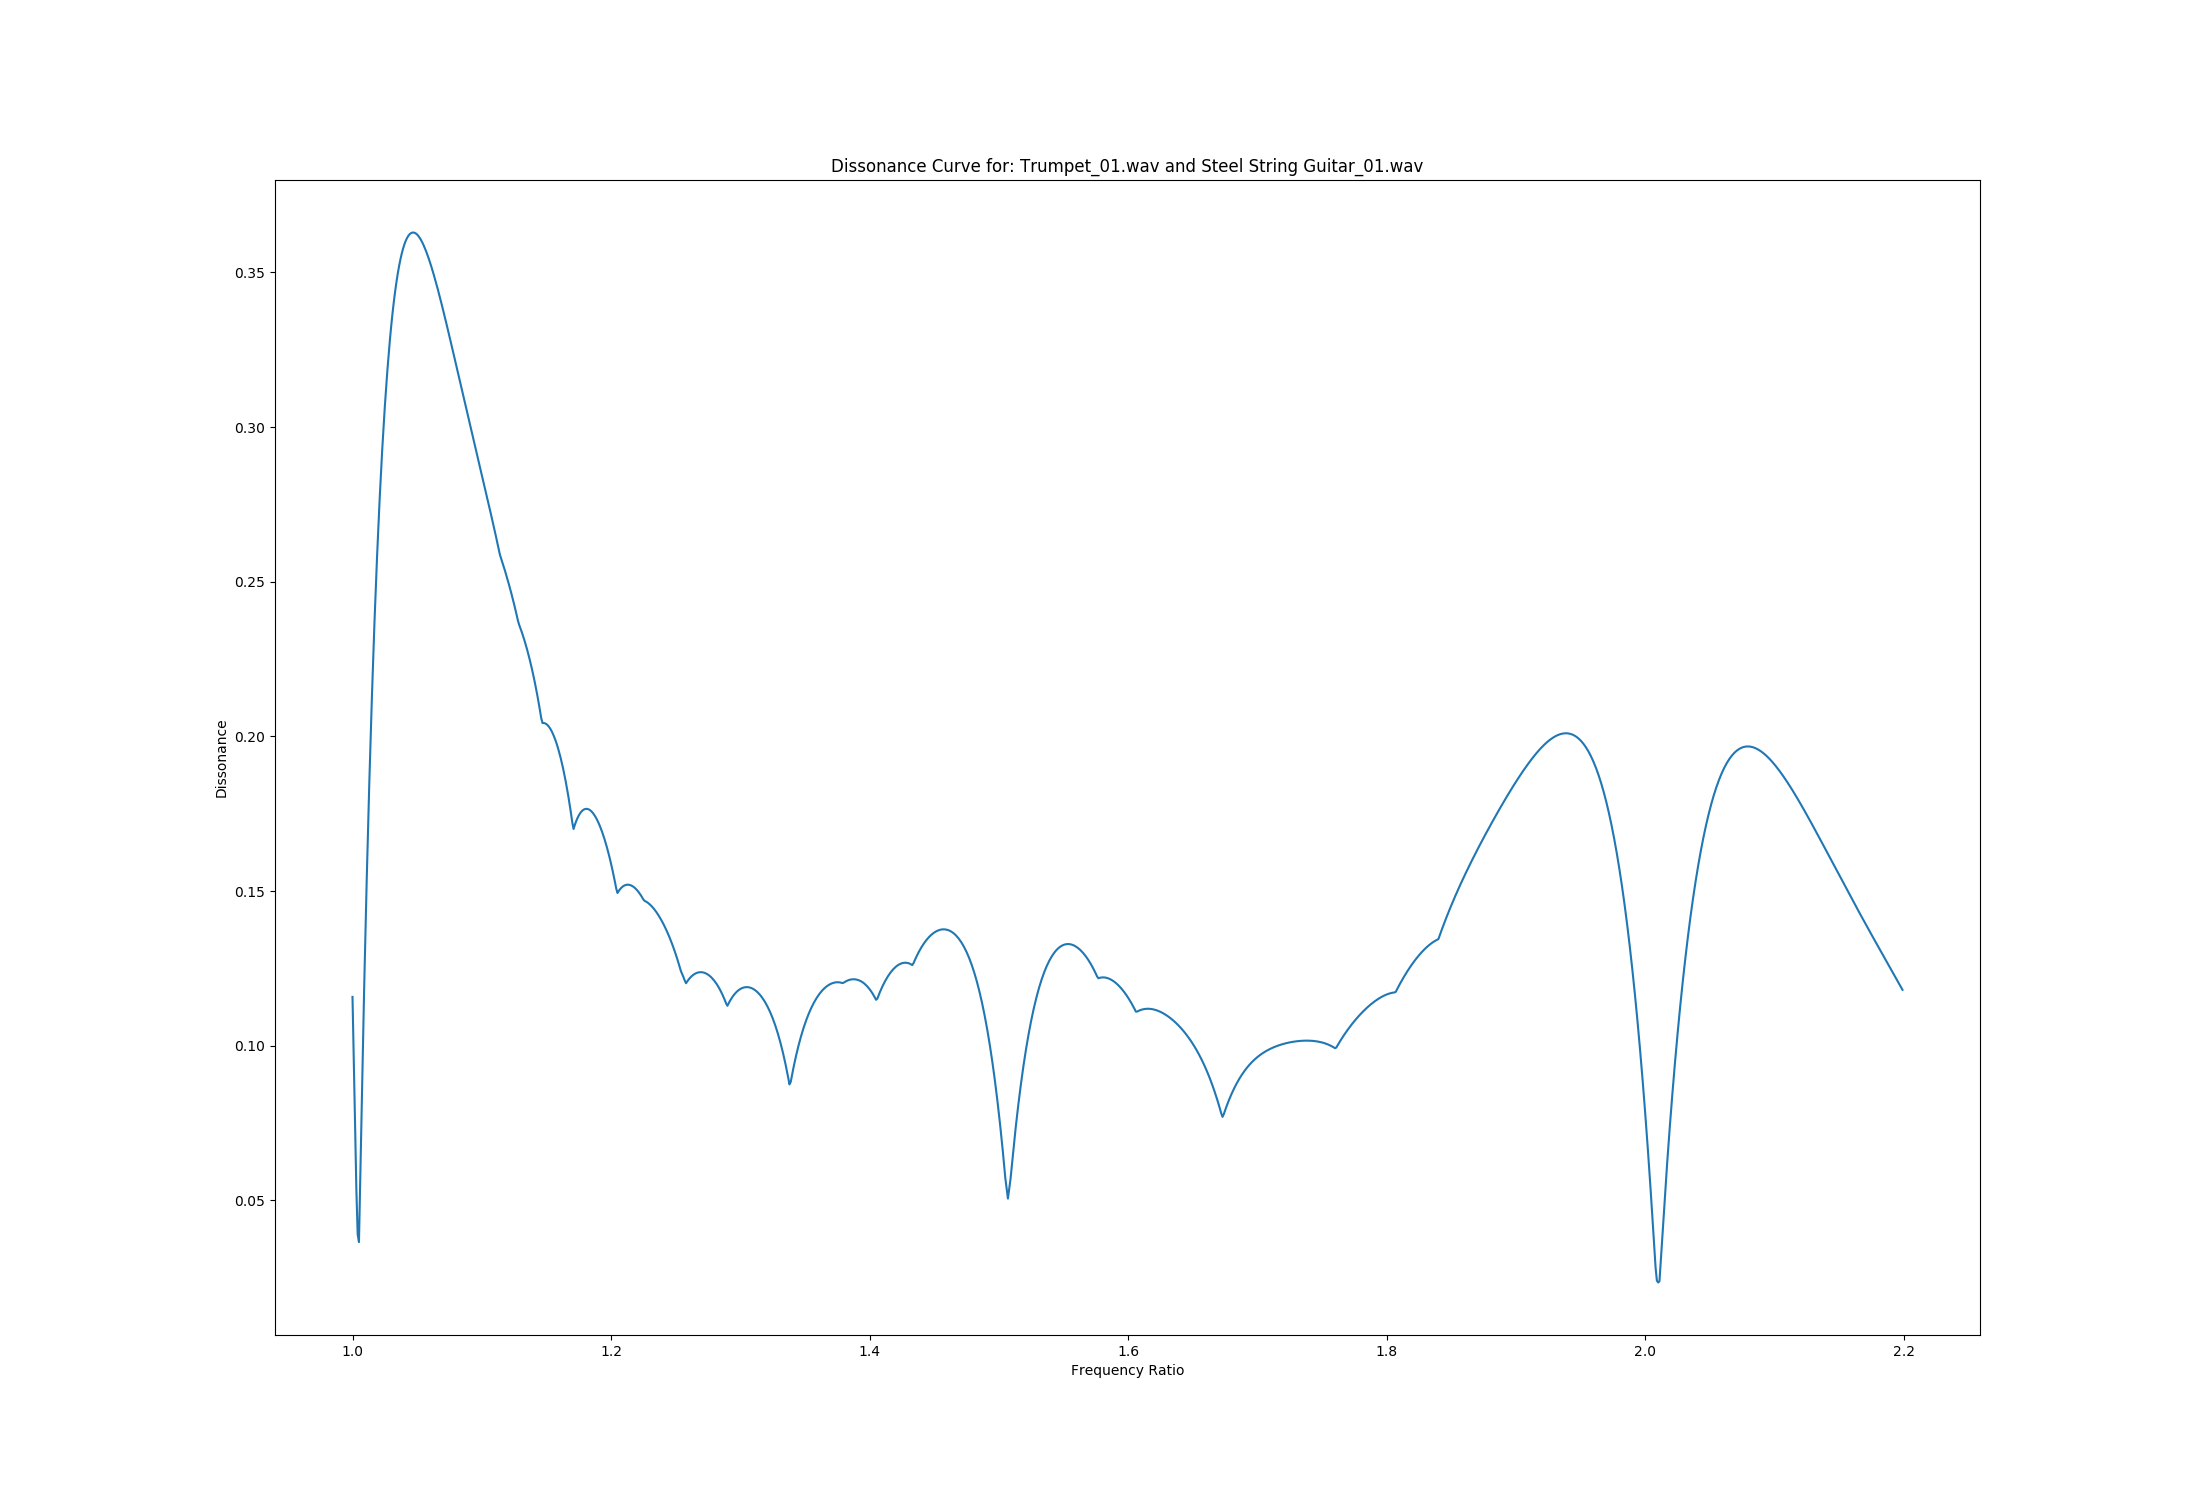 Dissonance Curve for: Trumpet_01.wav and Steel String Guitar_01.wav
0.35
0.30
0.25
0.20
0.15
0.10
0.05
Dissonance
1.0 1.2 1.4 1.6 1.8 2.0 2.2
Frequency Ratio